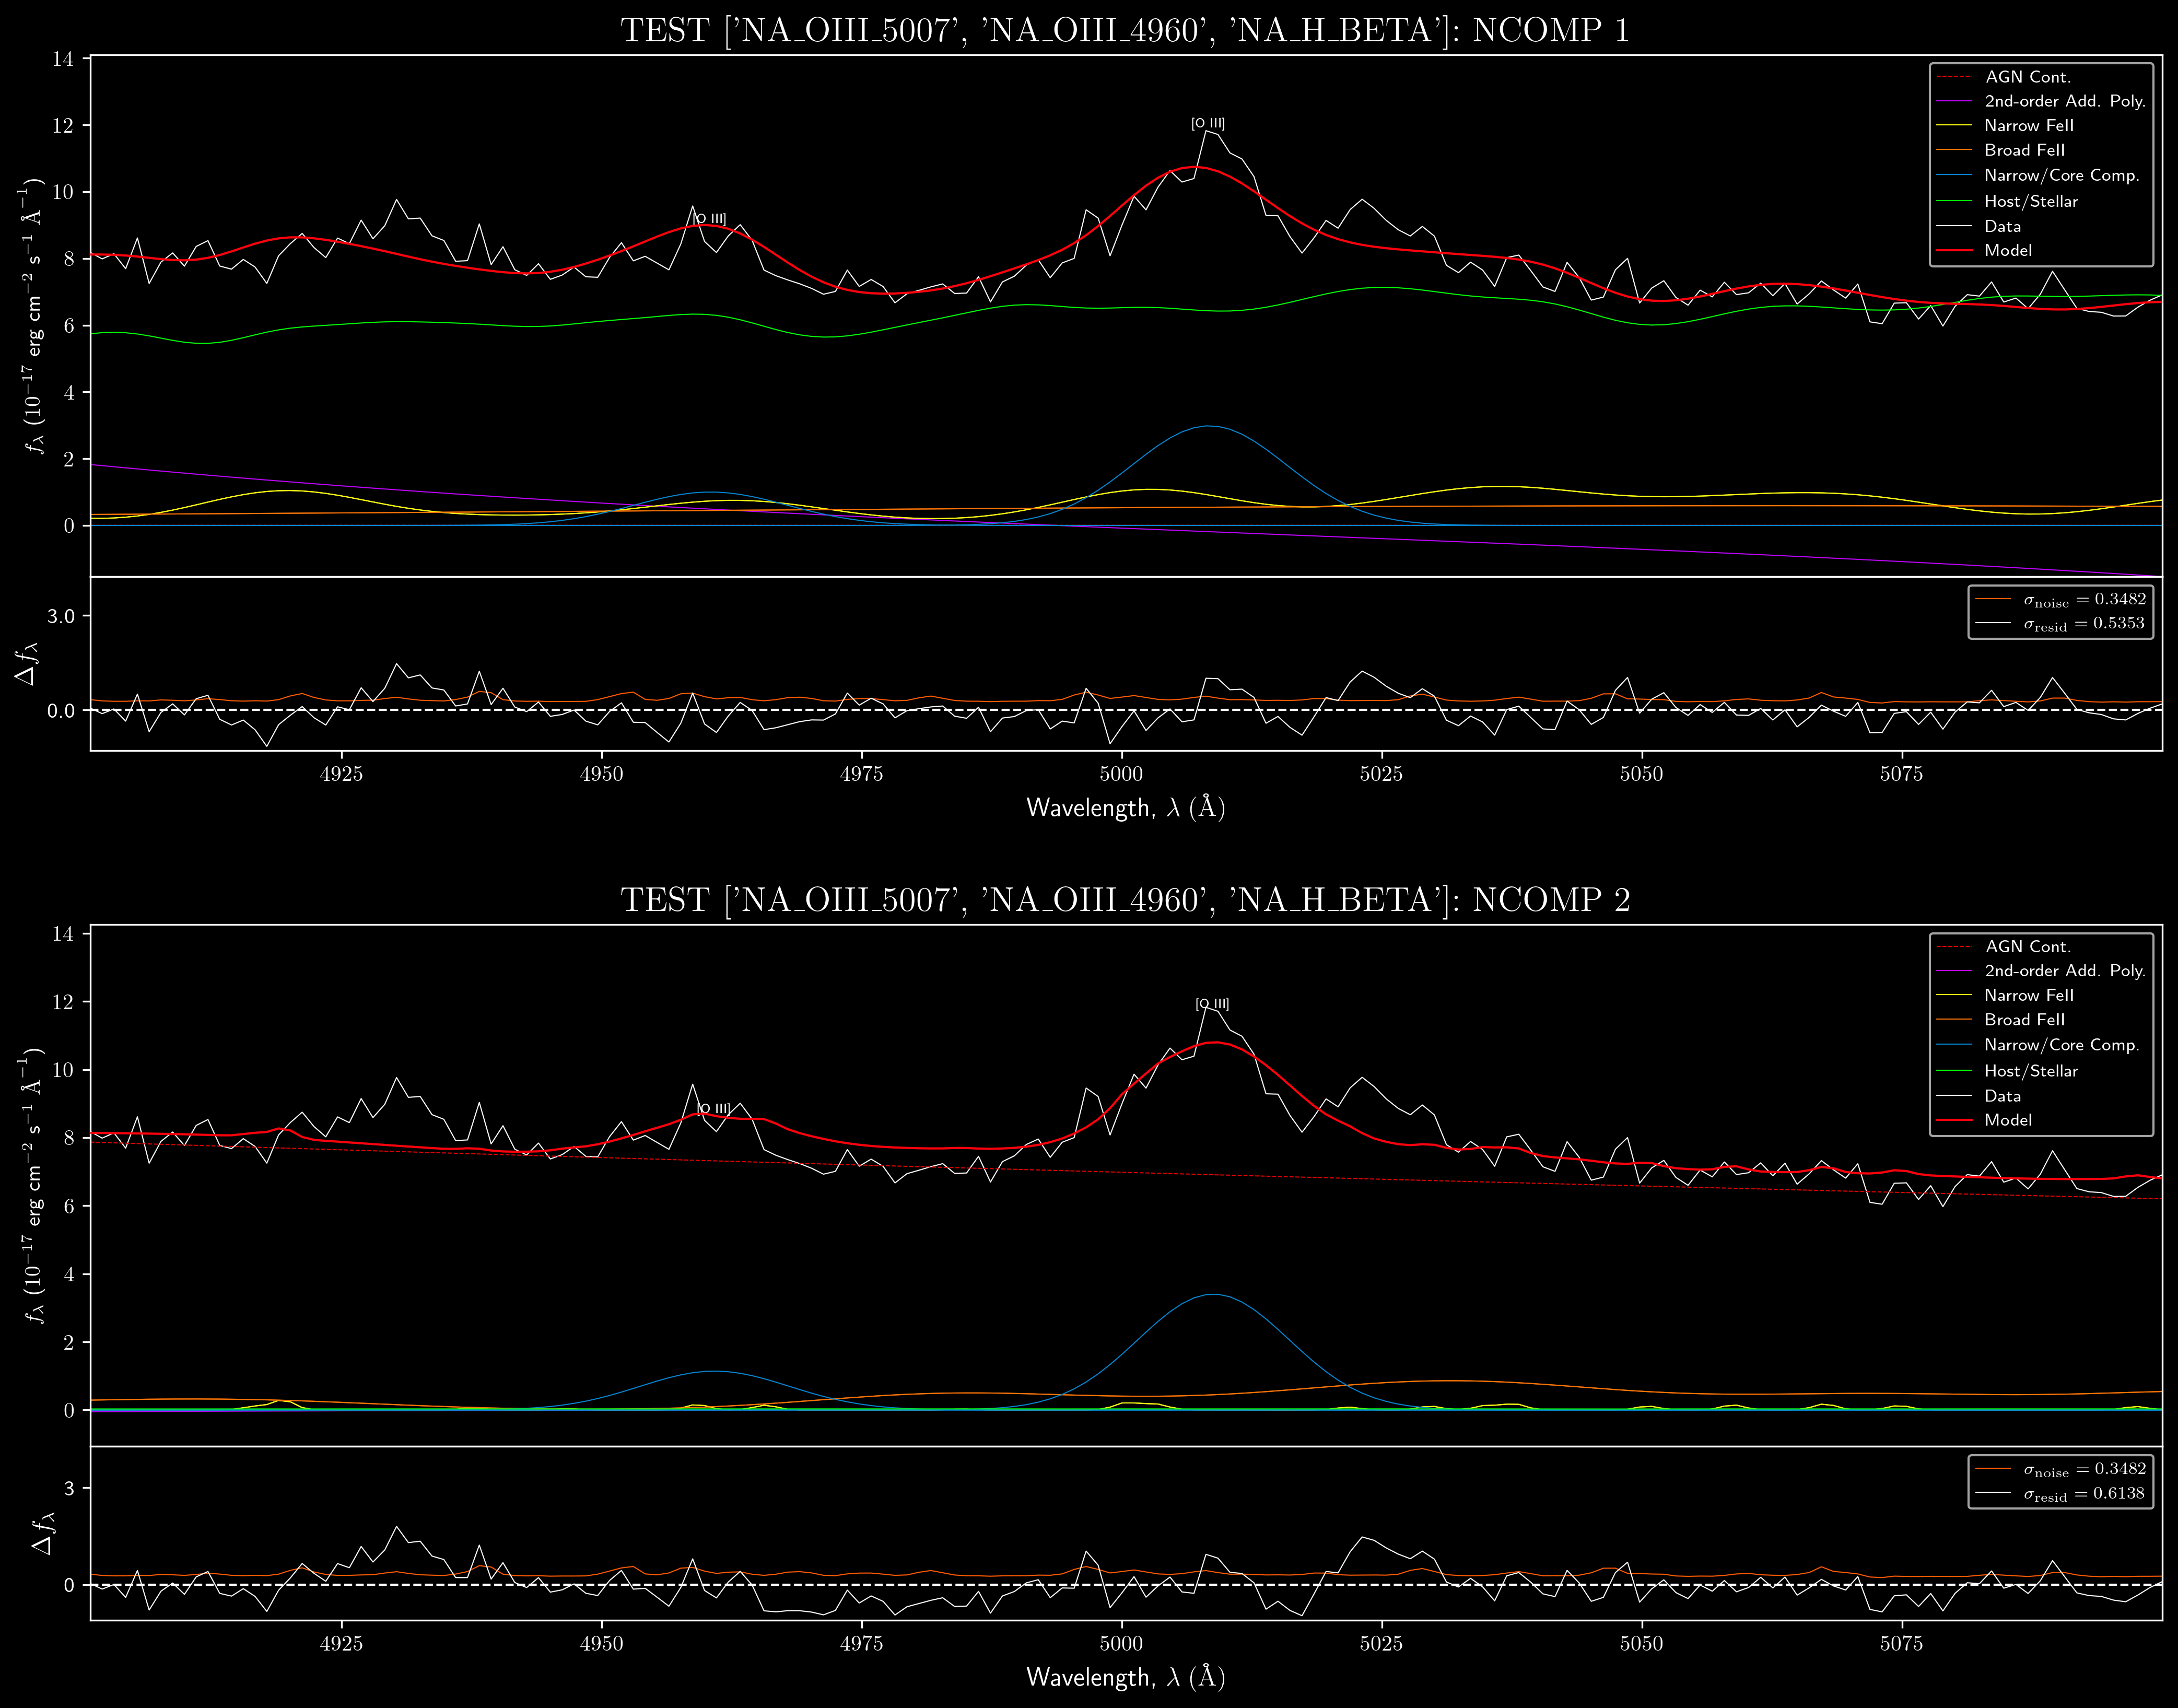 TEST ['NA_OIII_5007', 'NA_OIII_4960', 'NA_H_BETA']: NCOMP 1
14
12
10
8
6
4
2
0
f_λ (10^−17 erg cm^−2 s^−1 Å^−1)
[O III]
[O III]
AGN Cont.
2nd-order Add. Poly.
Narrow FeII
Broad FeII
Narrow/Core Comp.
Host/Stellar
Data
Model
3.0
0.0
Δf_λ
σ_noise = 0.3482
σ_resid = 0.5353
4925 4950 4975 5000 5025 5050 5075
Wavelength, λ (Å)
TEST ['NA_OIII_5007', 'NA_OIII_4960', 'NA_H_BETA']: NCOMP 2
14
12
10
8
6
4
2
0
f_λ (10^−17 erg cm^−2 s^−1 Å^−1)
[O III]
[O III]
AGN Cont.
2nd-order Add. Poly.
Narrow FeII
Broad FeII
Narrow/Core Comp.
Host/Stellar
Data
Model
3
0
Δf_λ
σ_noise = 0.3482
σ_resid = 0.6138
4925 4950 4975 5000 5025 5050 5075
Wavelength, λ (Å)